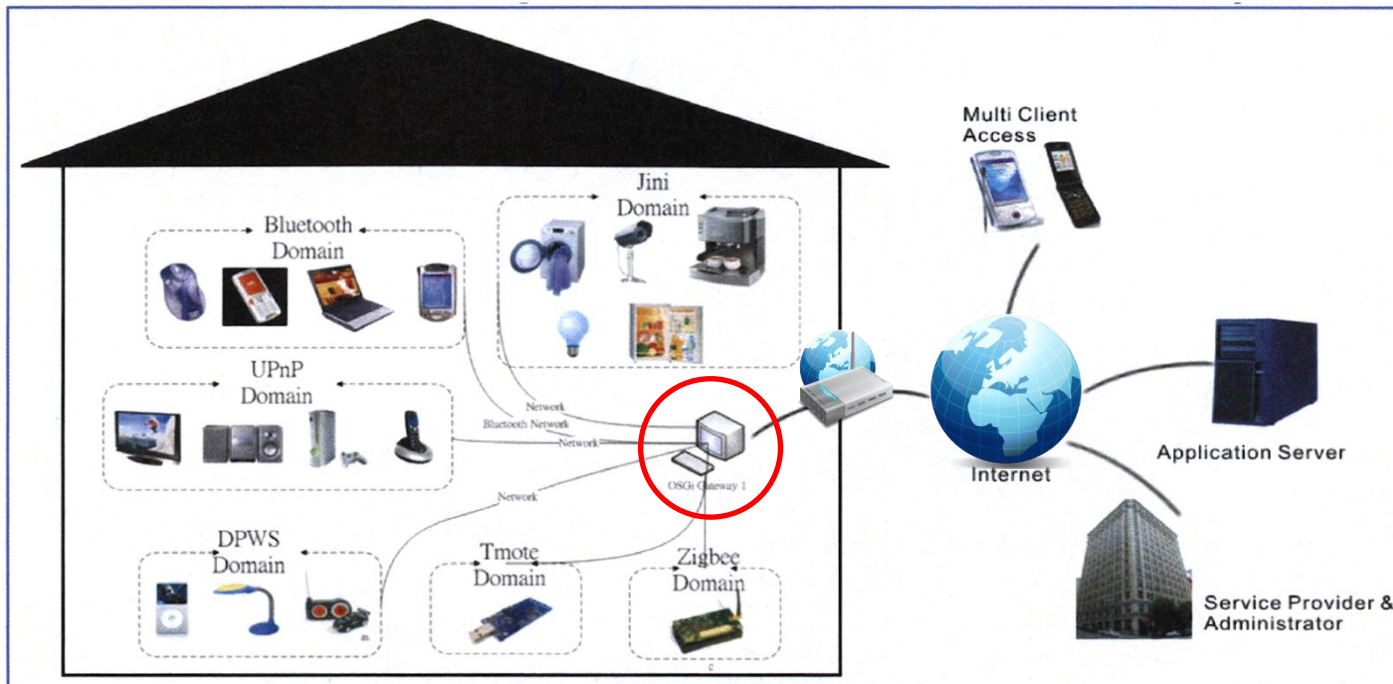 Jini
Domain
Bluetooth
Domain
UPnP
Domain
Network
Bluetooth Network
Network
OSGi Gateway 1
Network
DPWS
Domain
Tmote
Domain
Zigbee
Domain
c
Multi Client
Access
Internet
Application Server
Service Provider &
Administrator